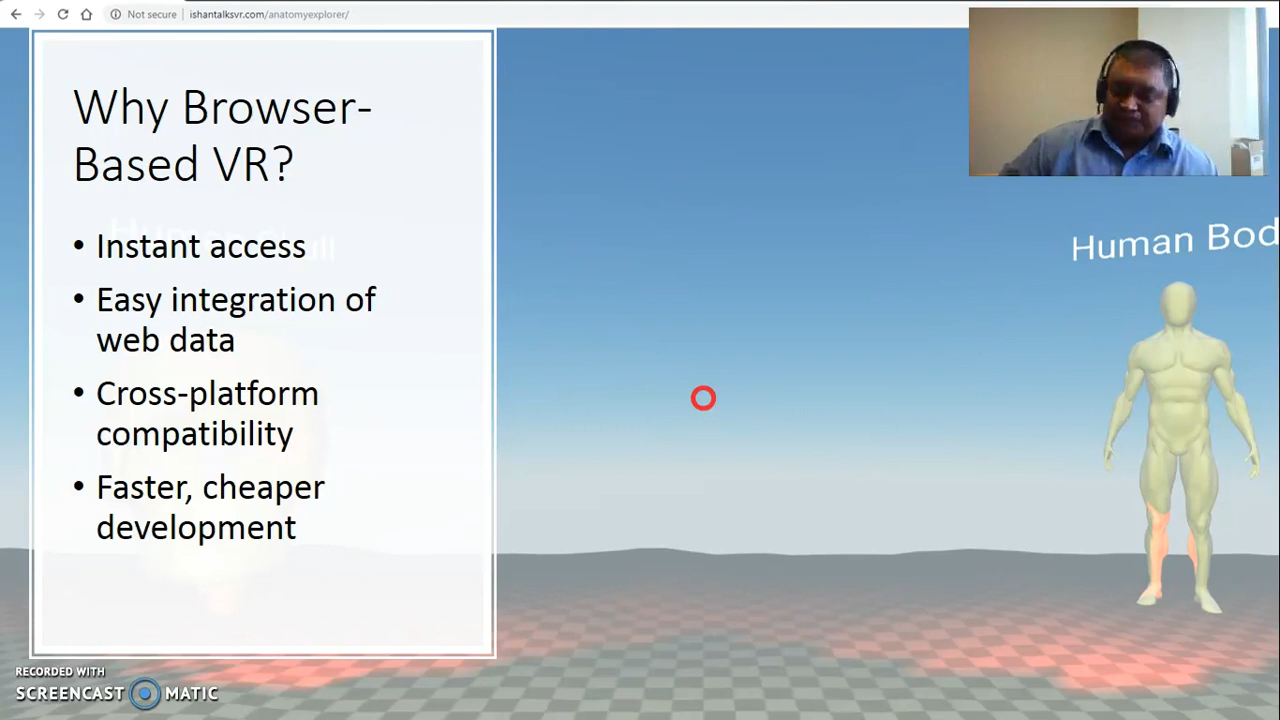 Not secure
ishantalksvr.com/anatomyexplorer/
Why Browser-
Based VR?
• Instant access
• Easy integration of
web data
• Cross-platform
compatibility
• Faster, cheaper
development
Human Bod
RECORDED WITH
SCREENCAST MATIC